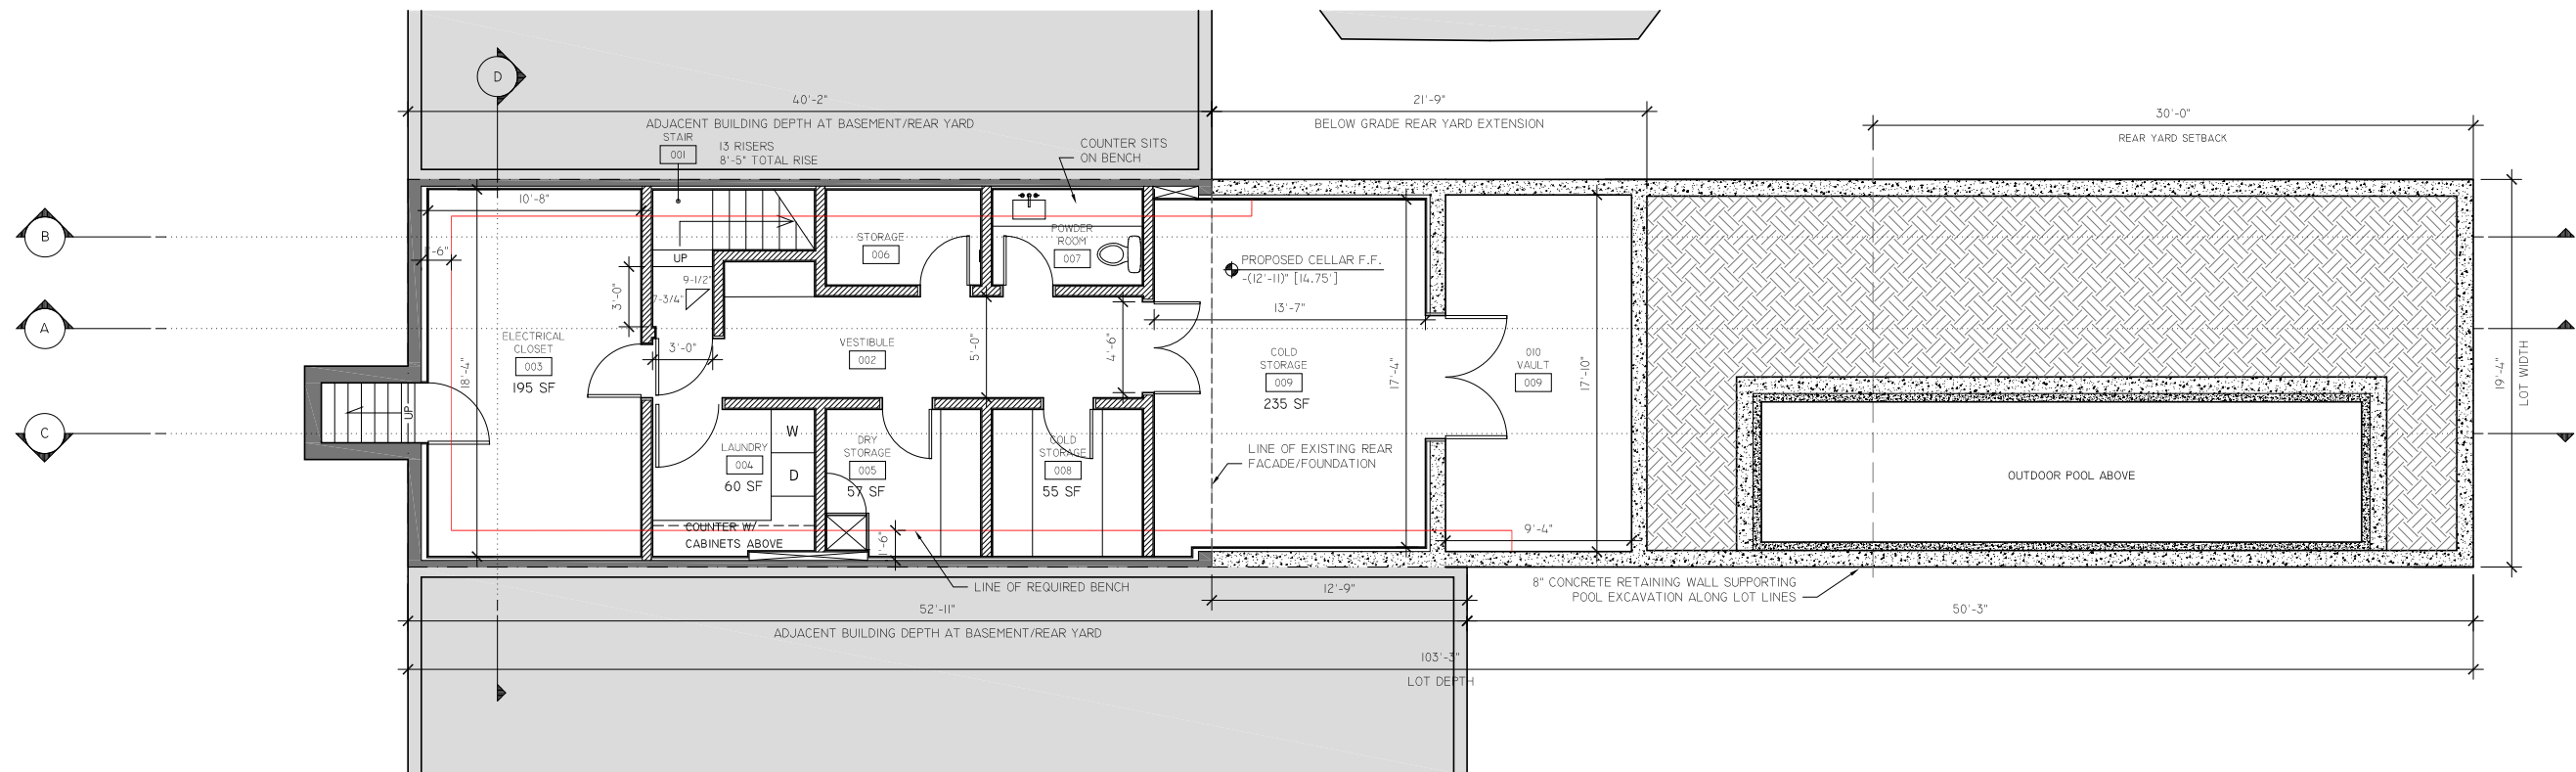 D
40'-2"
ADJACENT BUILDING DEPTH AT BASEMENT/REAR YARD
21'-9"
BELOW GRADE REAR YARD EXTENSION
30'-0"
REAR YARD SETBACK
STAIR
001
13 RISERS
8'-5" TOTAL RISE
COUNTER SITS
ON BENCH
10'-8"
B
1'-6"
UP
9-1/2"
7-3/4"
3'-0"
STORAGE
006
POWDER
ROOM
007
PROPOSED CELLAR F.F.
-(12'-11)" [14.75']
13'-7"
A
ELECTRICAL
CLOSET
003
195 SF
18'-4"
3'-0"
VESTIBULE
002
5'-0"
4'-6"
COLD
STORAGE
009
235 SF
17'-4"
010
VAULT
009
17'-10"
19'-4"
LOT WIDTH
UP
C
LAUNDRY
004
60 SF
W
D
COUNTER W/
CABINETS ABOVE
DRY
STORAGE
005
57 SF
1'-6"
COLD
STORAGE
008
55 SF
LINE OF EXISTING REAR
FACADE/FOUNDATION
9'-4"
OUTDOOR POOL ABOVE
LINE OF REQUIRED BENCH
12'-9"
8" CONCRETE RETAINING WALL SUPPORTING
POOL EXCAVATION ALONG LOT LINES
52'-11"
ADJACENT BUILDING DEPTH AT BASEMENT/REAR YARD
50'-3"
103'-3"
LOT DEPTH